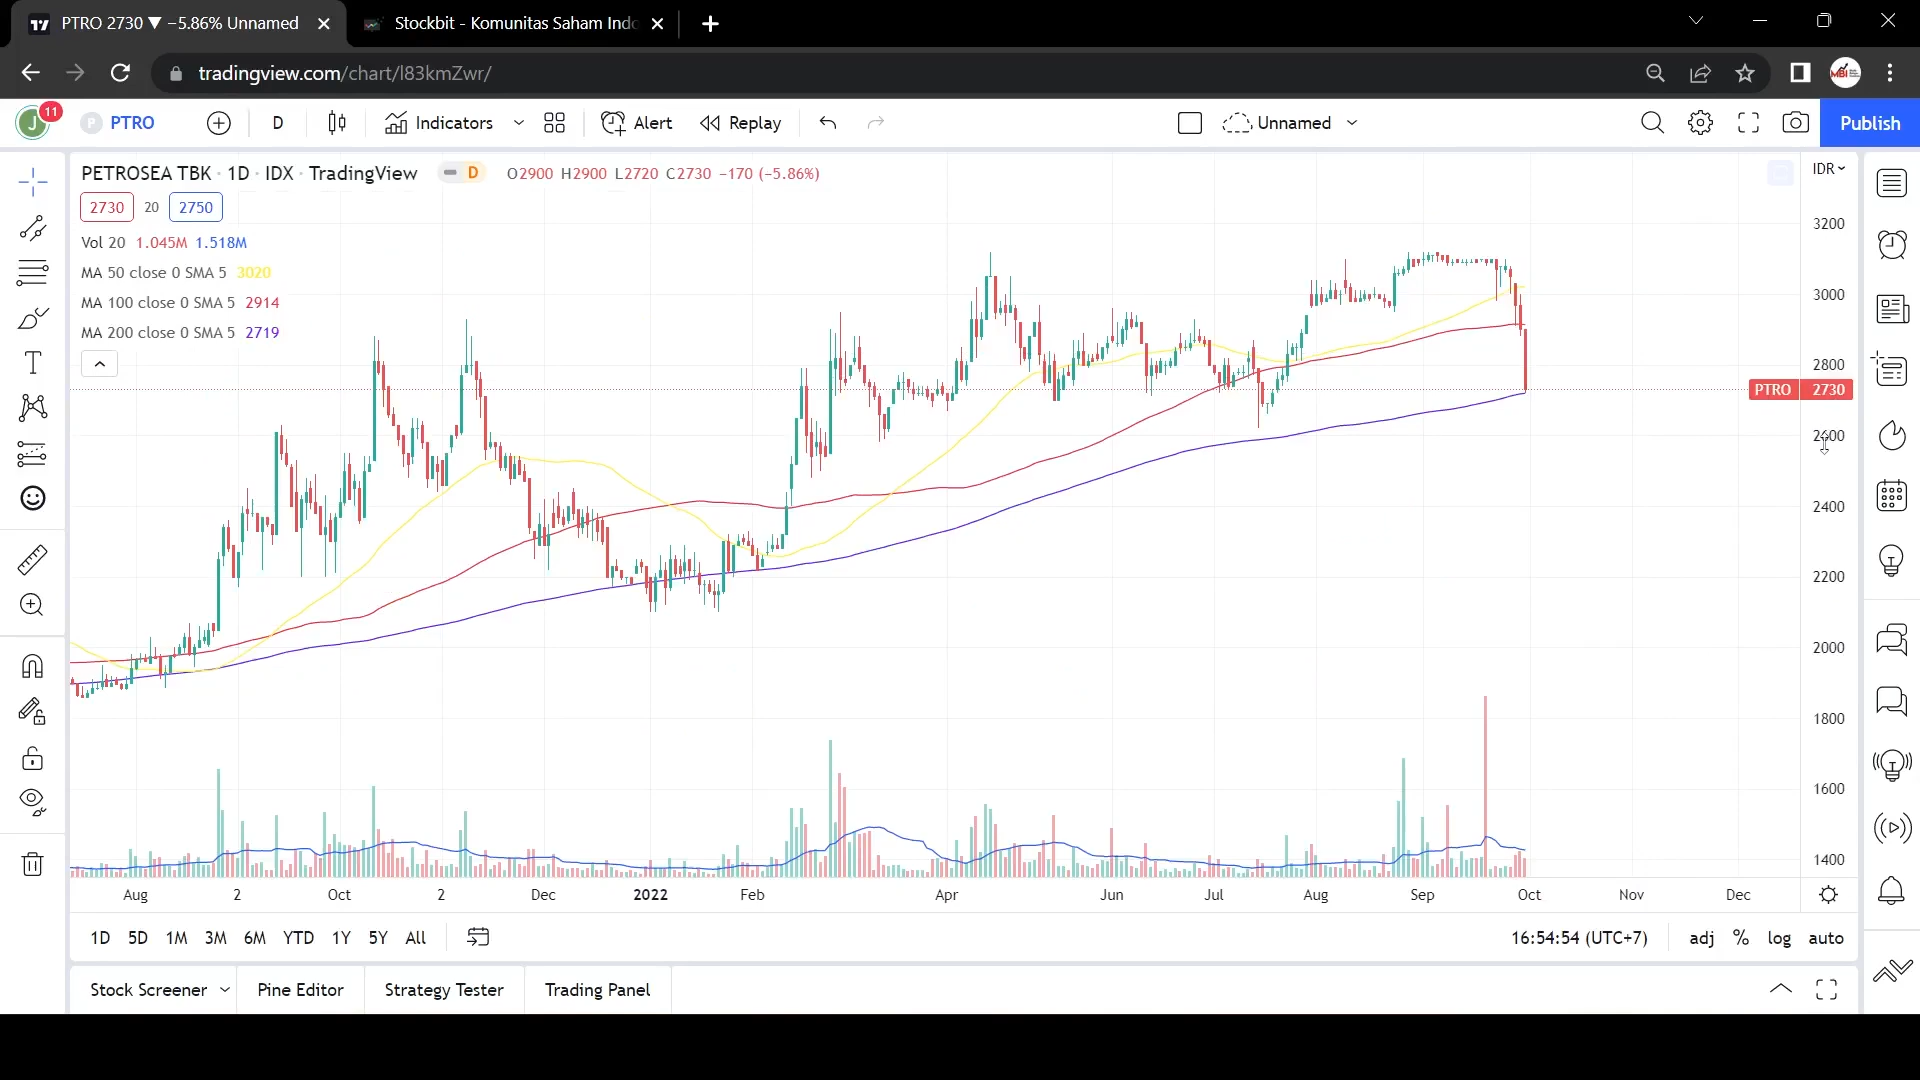 PTRO 2730 ▼ −5.86% Unnamed
Stockbit - Komunitas Saham Indo
tradingview.com/chart/l83kmZwr/
J 11 P PTRO D Indicators Alert Replay Unnamed Publish
PETROSEA TBK · 1D · IDX · TradingView D O2900 H2900 L2720 C2730 −170 (−5.86%)
IDR
2730 20 2750
Vol 20 1.045M 1.518M
MA 50 close 0 SMA 5 3020
MA 100 close 0 SMA 5 2914
MA 200 close 0 SMA 5 2719
3200
3000
2800
PTRO 2730
2600
2400
2200
2000
1800
1600
1400
Aug 2 Oct 2 Dec 2022 Feb Apr Jun Jul Aug Sep Oct Nov Dec
1D 5D 1M 3M 6M YTD 1Y 5Y All 16:54:54 (UTC+7) adj % log auto
Stock Screener Pine Editor Strategy Tester Trading Panel